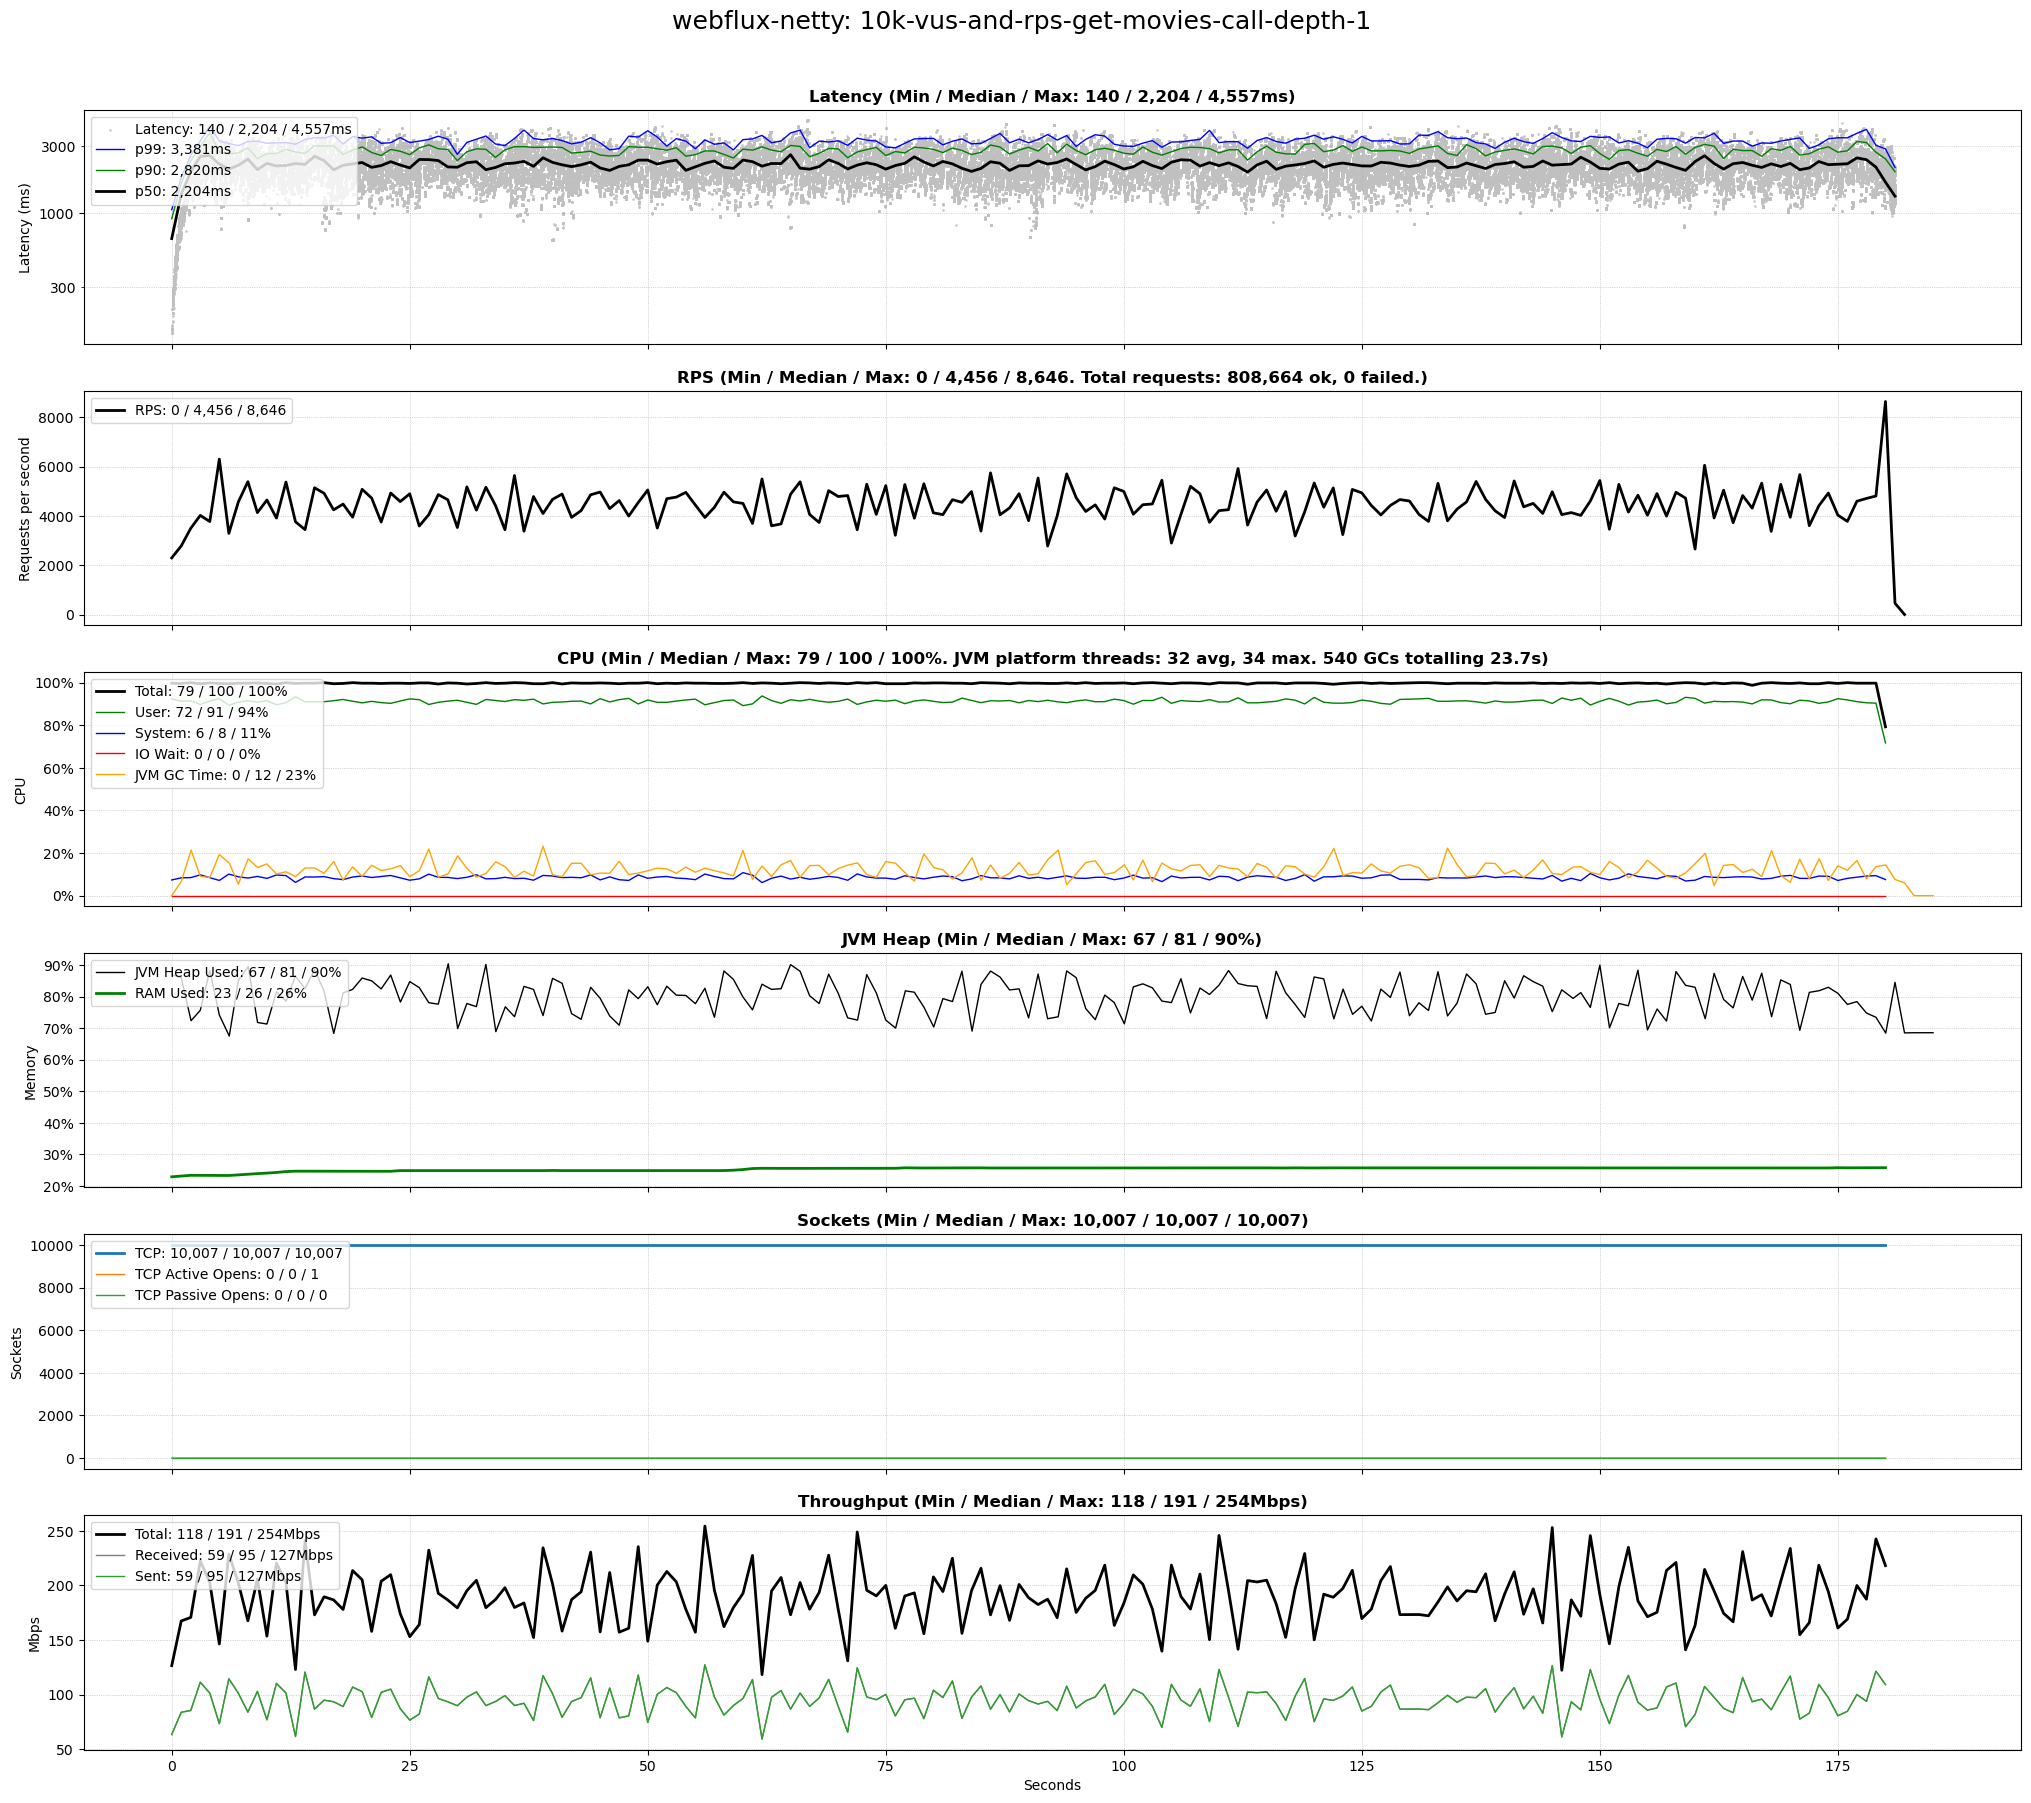 webflux-netty: 10k-vus-and-rps-get-movies-call-depth-1
Latency (Min / Median / Max: 140 / 2,204 / 4,557ms)
Latency: 140 / 2,204 / 4,557ms
p99: 3,381ms
p90: 2,820ms
p50: 2,204ms
Latency (ms)
3000
1000
300
RPS (Min / Median / Max: 0 / 4,456 / 8,646. Total requests: 808,664 ok, 0 failed.)
RPS: 0 / 4,456 / 8,646
Requests per second
8000
6000
4000
2000
0
CPU (Min / Median / Max: 79 / 100 / 100%. JVM platform threads: 32 avg, 34 max. 540 GCs totalling 23.7s)
Total: 79 / 100 / 100%
User: 72 / 91 / 94%
System: 6 / 8 / 11%
IO Wait: 0 / 0 / 0%
JVM GC Time: 0 / 12 / 23%
CPU
100%
80%
60%
40%
20%
0%
JVM Heap (Min / Median / Max: 67 / 81 / 90%)
JVM Heap Used: 67 / 81 / 90%
RAM Used: 23 / 26 / 26%
Memory
90%
80%
70%
60%
50%
40%
30%
20%
Sockets (Min / Median / Max: 10,007 / 10,007 / 10,007)
TCP: 10,007 / 10,007 / 10,007
TCP Active Opens: 0 / 0 / 1
TCP Passive Opens: 0 / 0 / 0
Sockets
10000
8000
6000
4000
2000
0
Throughput (Min / Median / Max: 118 / 191 / 254Mbps)
Total: 118 / 191 / 254Mbps
Received: 59 / 95 / 127Mbps
Sent: 59 / 95 / 127Mbps
Mbps
250
200
150
100
50
0 25 50 75 100 125 150 175
Seconds